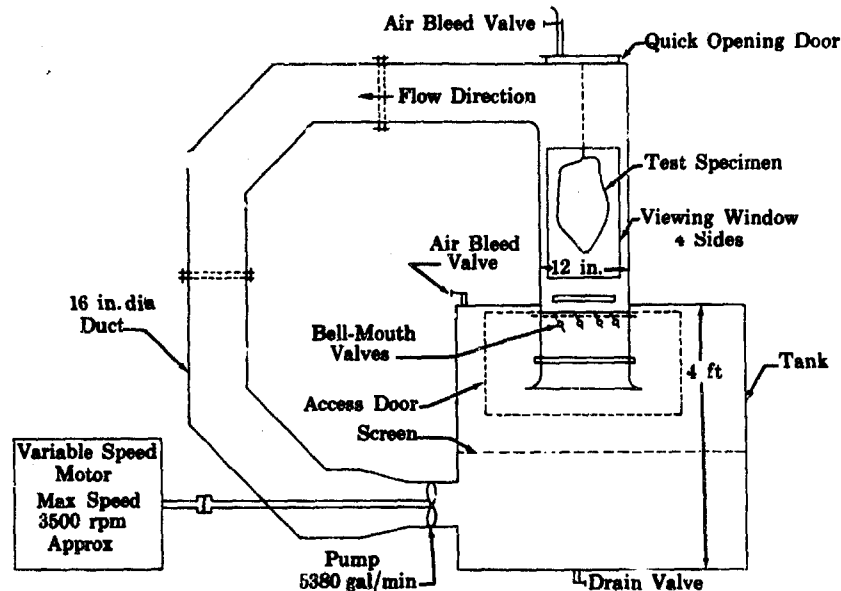 Air Bleed Valve
Quick Opening Door
Flow Direction
Test Specimen
Viewing Window
4 Sides
Air Bleed
Valve
12 in.
16 in. dia
Duct
Bell-Mouth
Valves
4 ft
Tank
Access Door
Screen
Variable Speed
Motor
Max Speed
3500 rpm
Approx
Pump
5380 gal/min
Drain Valve